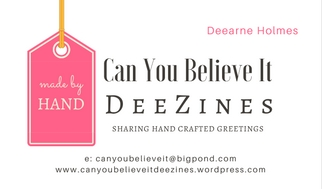 Deearne Holmes
made by
HAND
Can You Believe It
DEEZINES
SHARING HAND CRAFTED GREETINGS
e: canyoubelieveit@bigpond.com
www.canyoubelieveitdeezines.wordpress.com